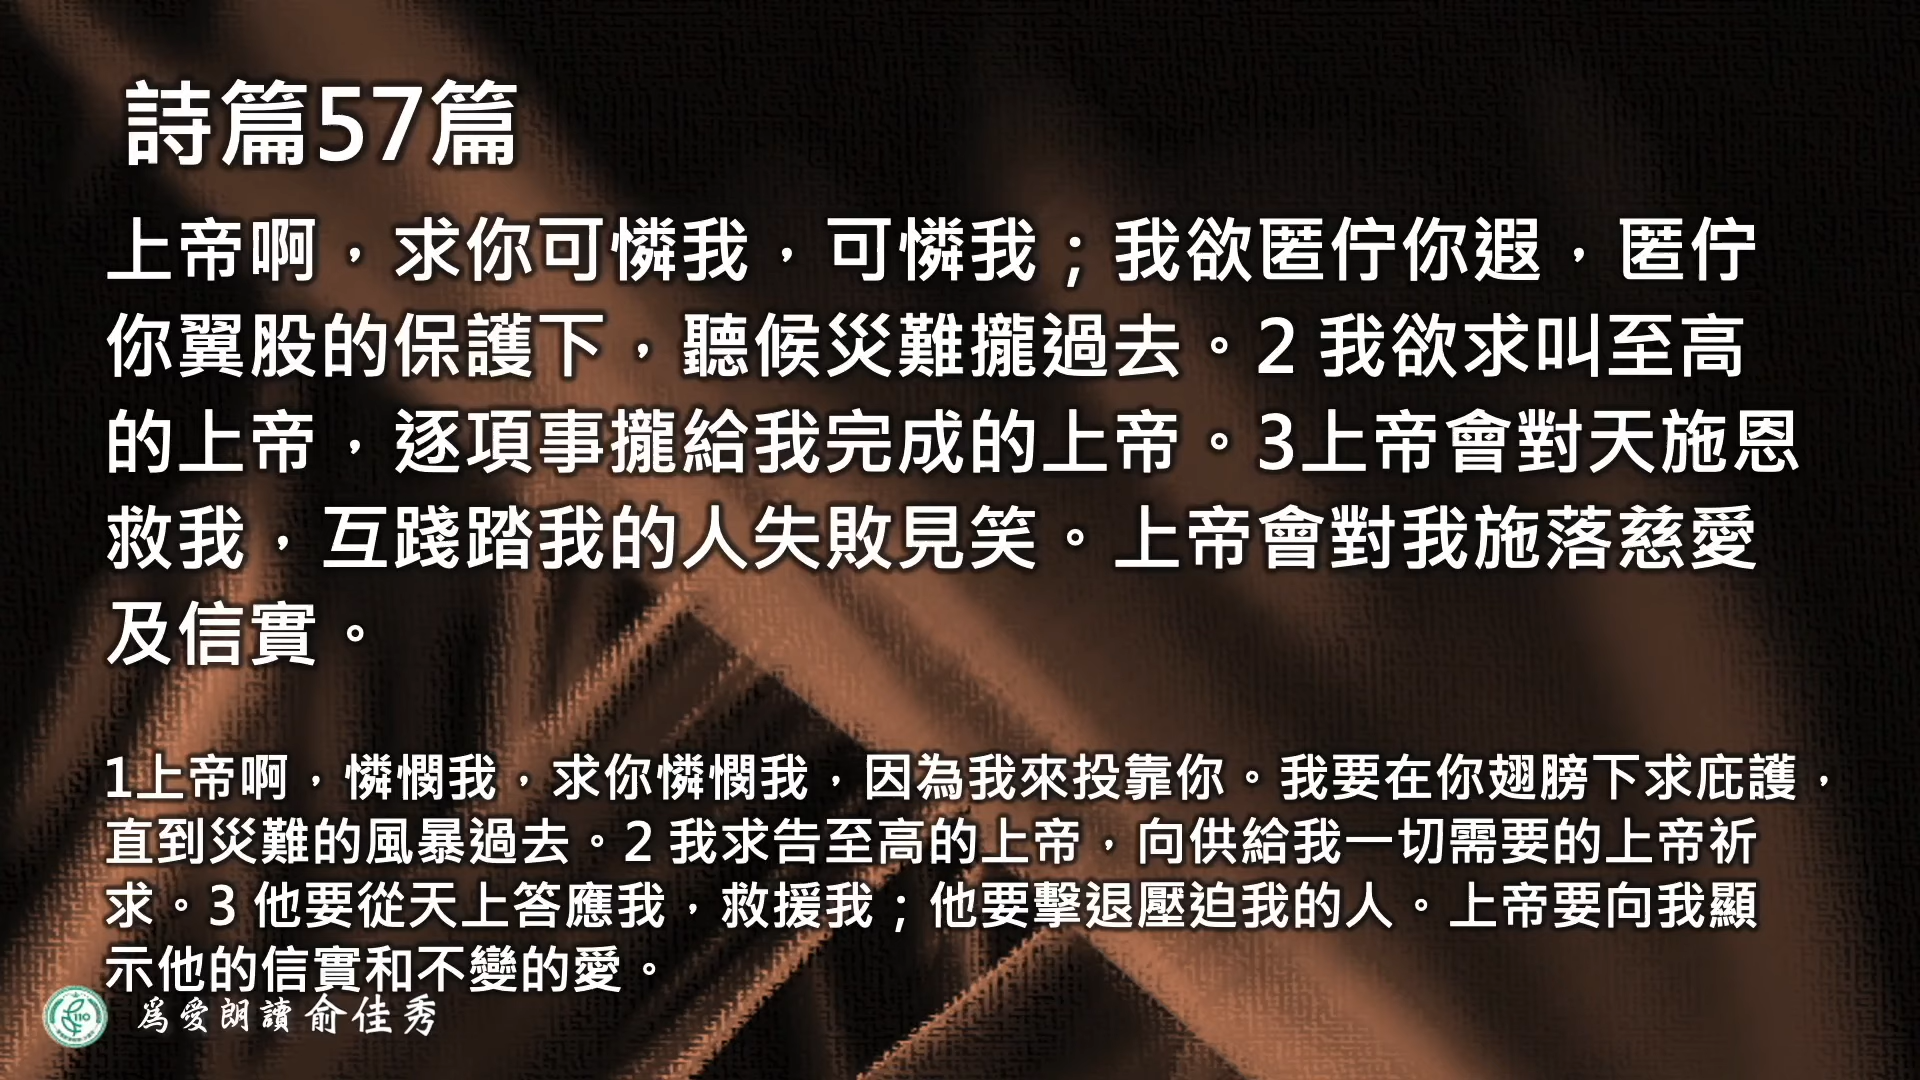 詩篇57篇
上帝啊，求你可憐我，可憐我；我欲匿佇你遐，匿佇
你翼股的保護下，聽候災難攏過去。2 我欲求叫至高
的上帝，逐項事攏給我完成的上帝。3上帝會對天施恩
救我，互踐踏我的人失敗見笑。上帝會對我施落慈愛
及信實。
1上帝啊，憐憫我，求你憐憫我，因為我來投靠你。我要在你翅膀下求庇護，
直到災難的風暴過去。2 我求告至高的上帝，向供給我一切需要的上帝祈
求。3 他要從天上答應我，救援我；他要擊退壓迫我的人。上帝要向我顯
示他的信實和不變的愛。
110
為愛朗讀俞佳秀